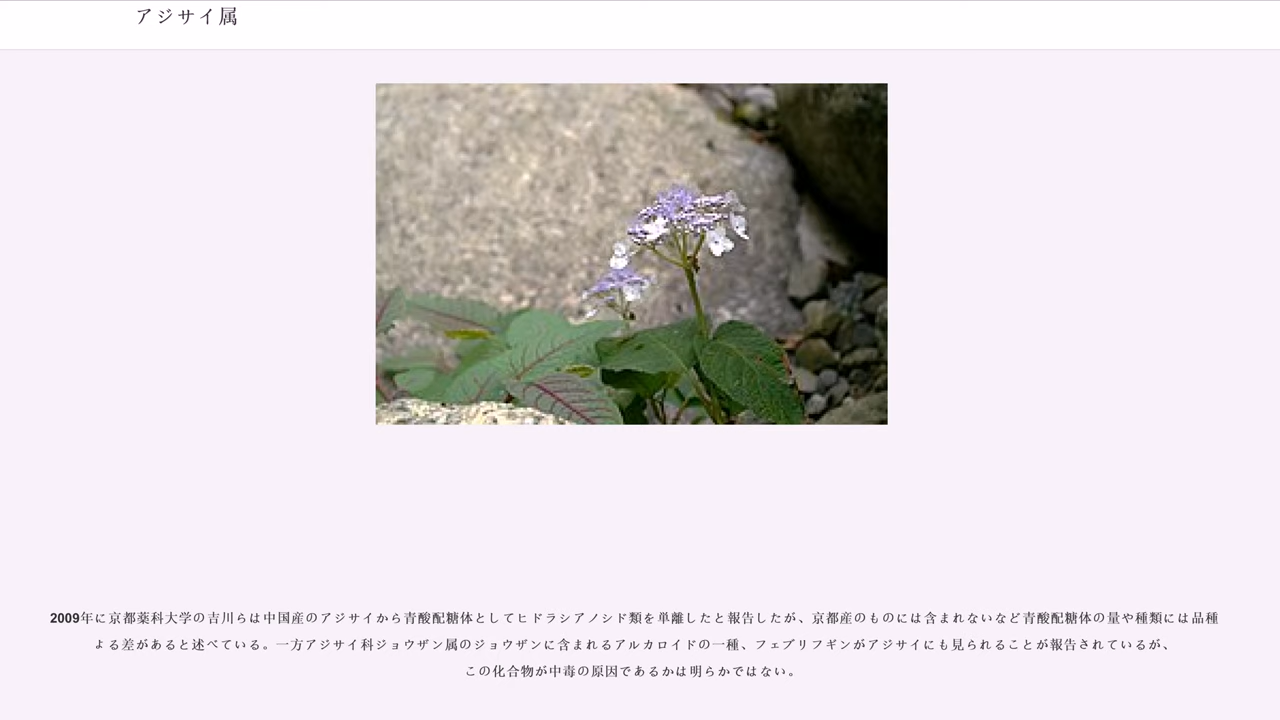 アジサイ属
2009年に京都薬科大学の吉川らは中国産のアジサイから青酸配糖体としてヒドラシアノシド類を単離したと報告したが、京都産のものには含まれないなど青酸配糖体の量や種類には品種
よる差があると述べている。一方アジサイ科ジョウザン属のジョウザンに含まれるアルカロイドの一種、フェブリフギンがアジサイにも見られることが報告されているが、
この化合物が中毒の原因であるかは明らかではない。